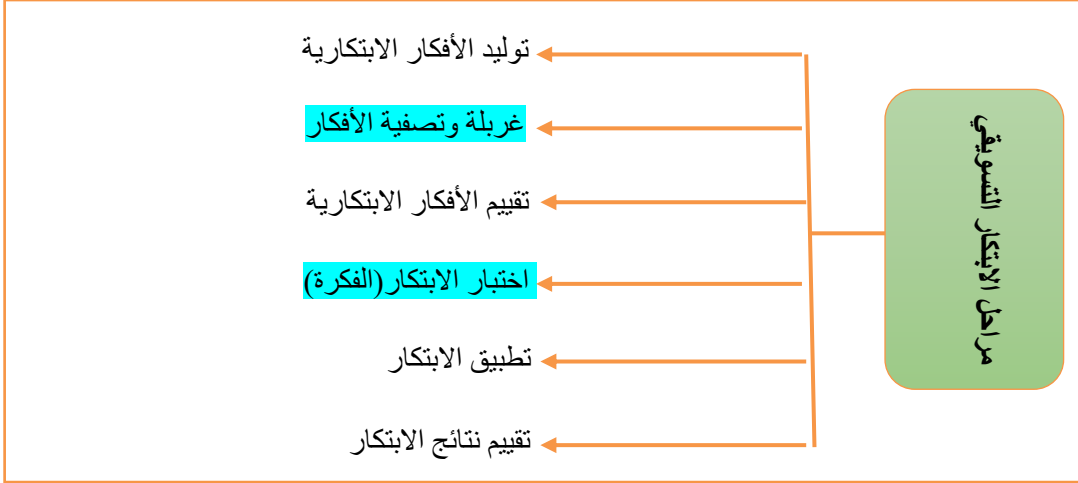 مراحل الابتكار التسويقي
توليد الأفكار الابتكارية
غربلة وتصفية الأفكار
تقييم الأفكار الابتكارية
اختبار الابتكار(الفكرة)
تطبيق الابتكار
تقييم نتائج الابتكار